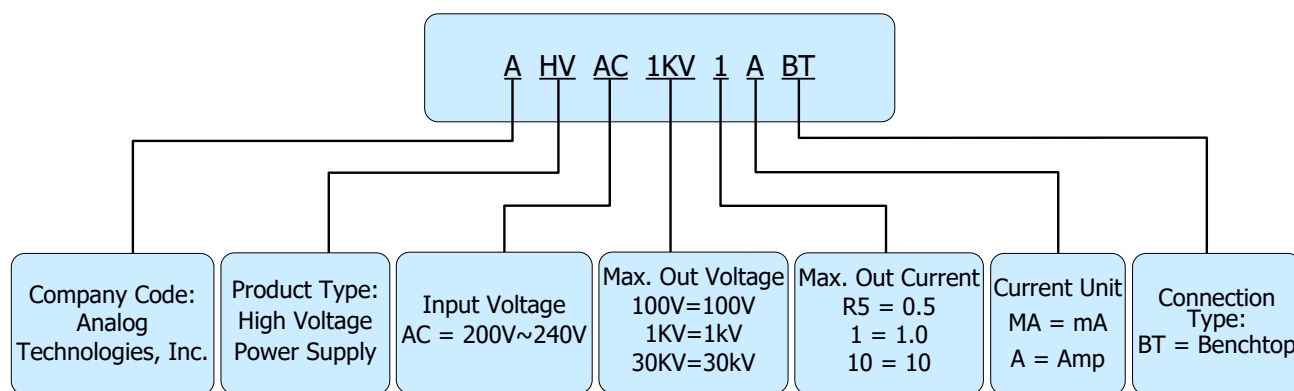 A HV AC 1KV 1 A BT
Company Code:
Analog
Technologies, Inc.
Product Type:
High Voltage
Power Supply
Input Voltage
AC = 200V~240V
Max. Out Voltage
100V=100V
1KV=1kV
30KV=30kV
Max. Out Current
R5 = 0.5
1 = 1.0
10 = 10
Current Unit
MA = mA
A = Amp
Connection
Type:
BT = Benchtop